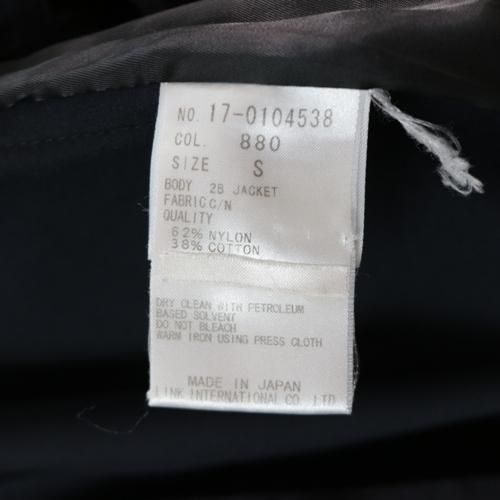 NO. 17-0104538
COL. 880
SIZE S
BODY 2B JACKET
FABRIC C/N
QUALITY
62% NYLON
38% COTTON
DRY CLEAN WITH PETROLEUM
BASED SOLVENT
DO NOT BLEACH
WARM IRON USING PRESS CLOTH
MADE IN JAPAN
LINK INTERNATIONAL CO. LTD.